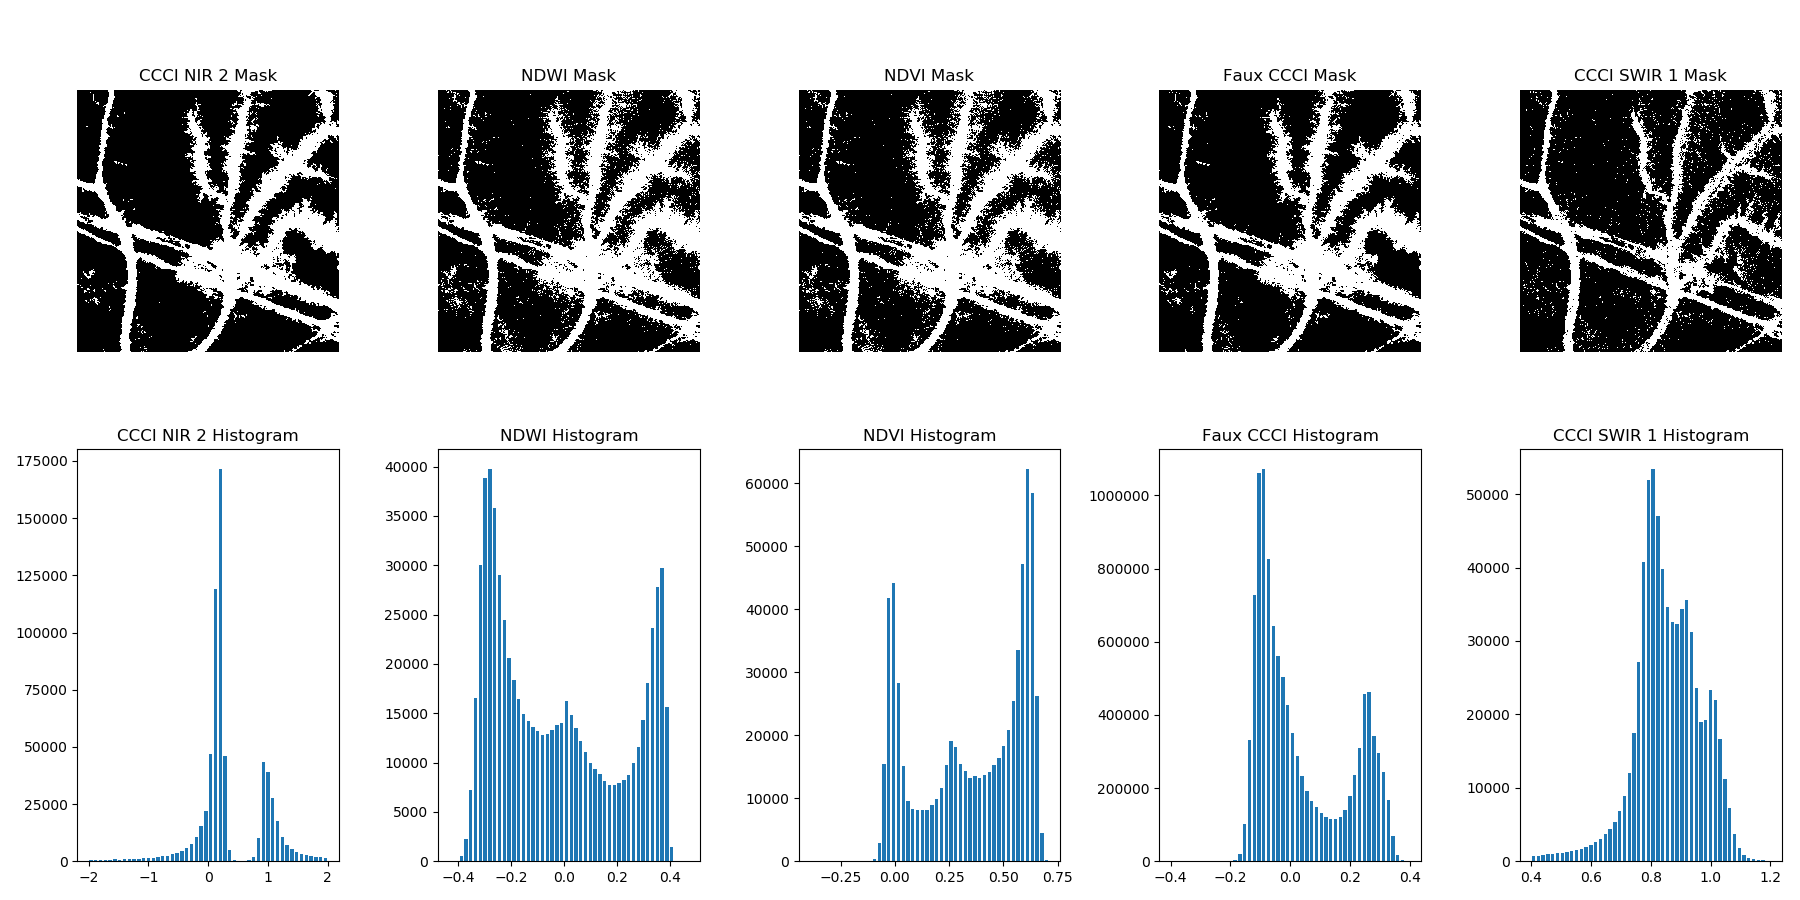 CCCI NIR 2 Mask
NDWI Mask
NDVI Mask
Faux CCCI Mask
CCCI SWIR 1 Mask
CCCI NIR 2 Histogram
175000
150000
125000
100000
75000
50000
25000
0
−2 −1 0 1 2
NDWI Histogram
40000
35000
30000
25000
20000
15000
10000
5000
0
−0.4 −0.2 0.0 0.2 0.4
NDVI Histogram
60000
50000
40000
30000
20000
10000
0
−0.25 0.00 0.25 0.50 0.75
Faux CCCI Histogram
1000000
800000
600000
400000
200000
0
−0.4 −0.2 0.0 0.2 0.4
CCCI SWIR 1 Histogram
50000
40000
30000
20000
10000
0
0.4 0.6 0.8 1.0 1.2